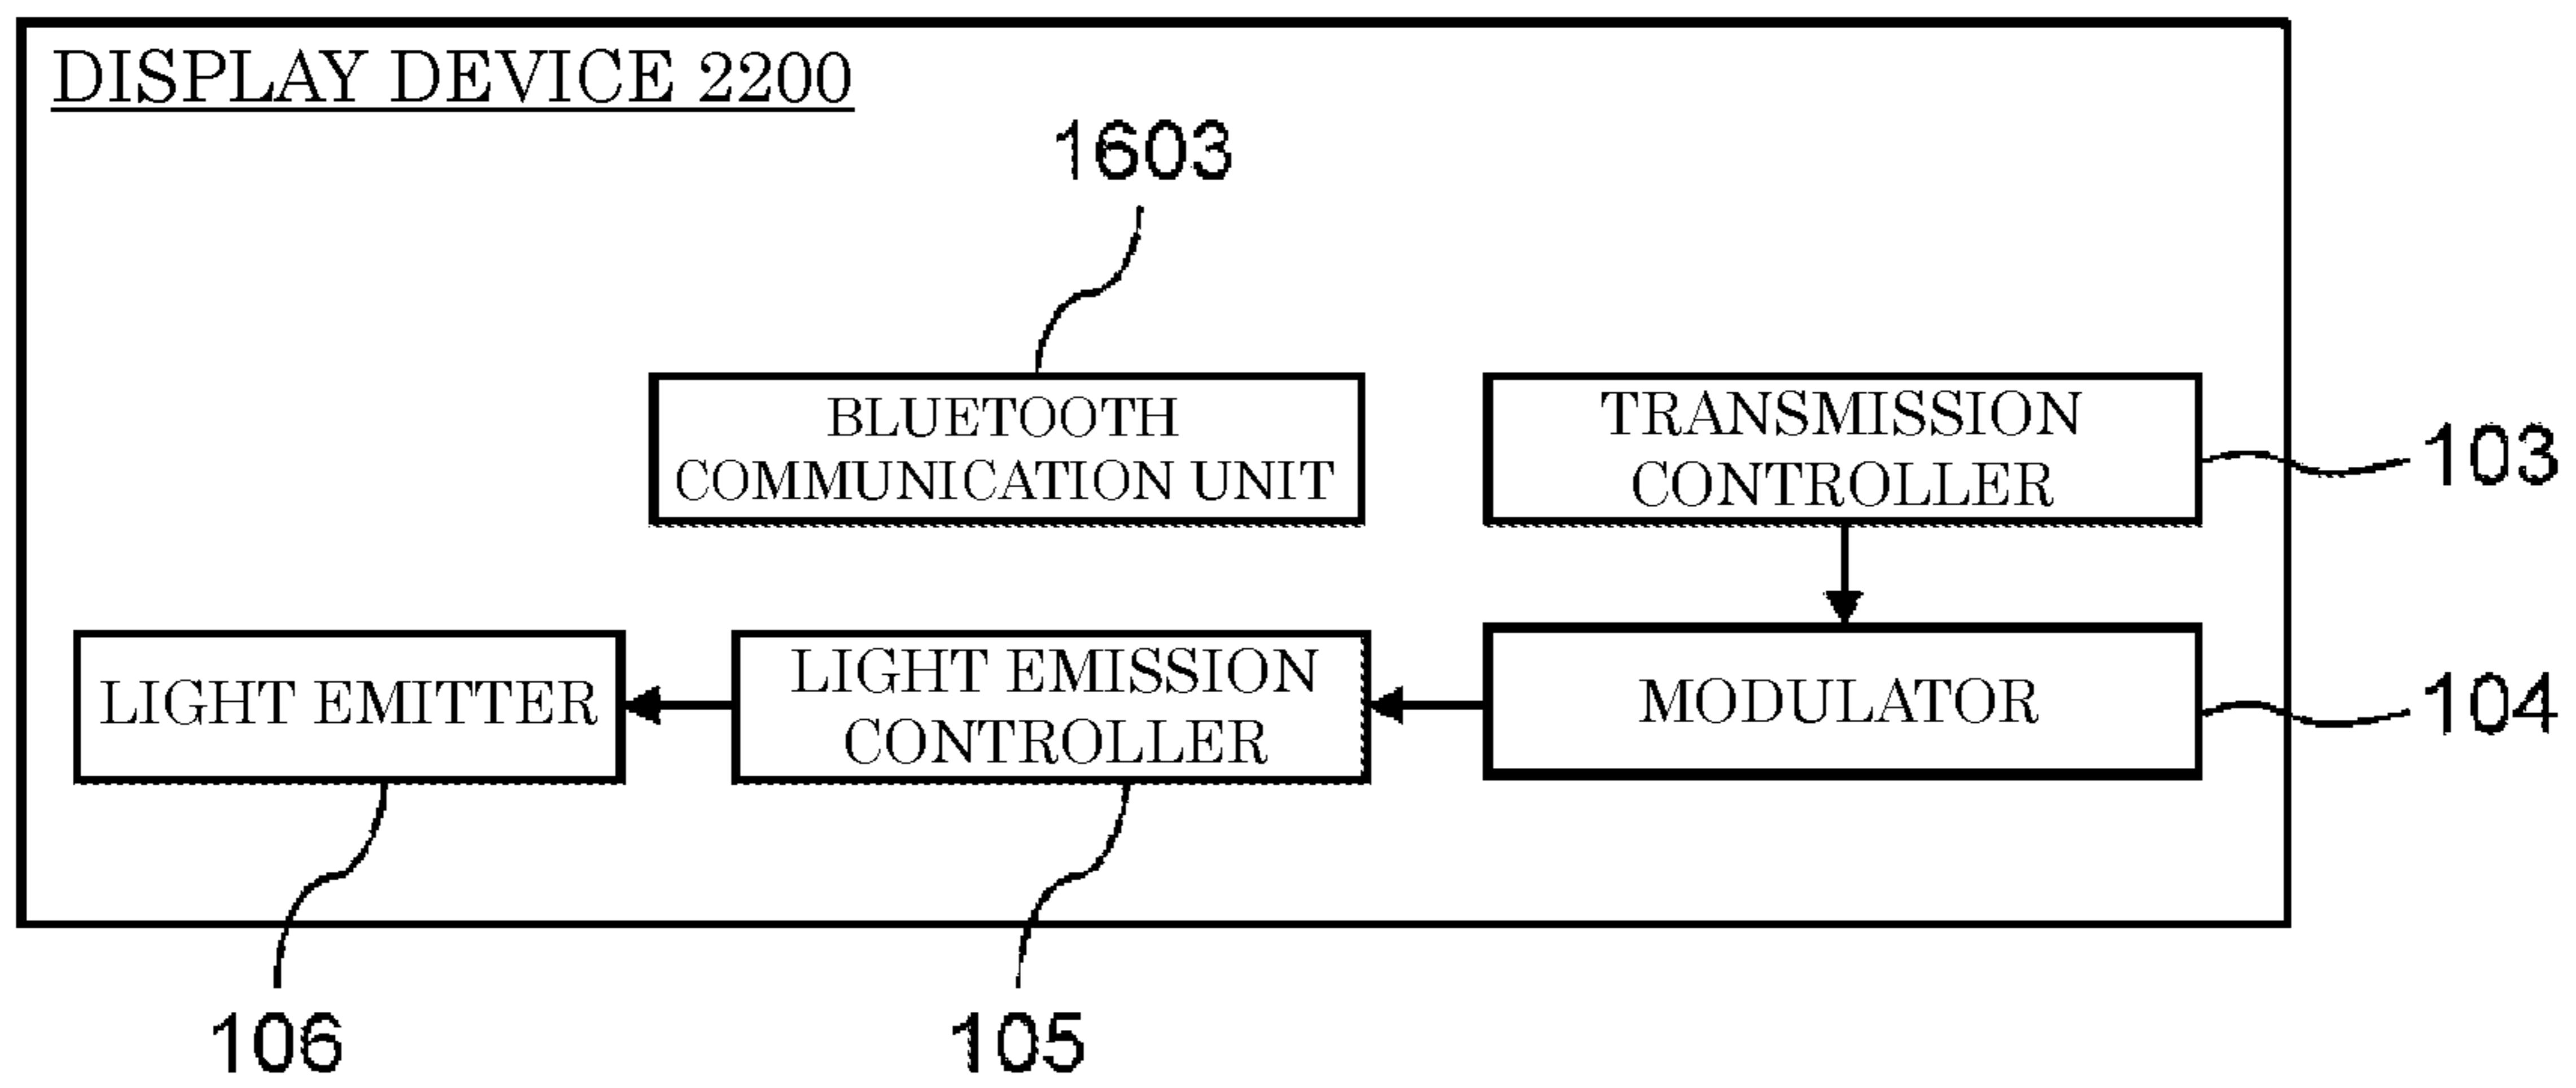 DISPLAY DEVICE 2200
1603
BLUETOOTH
COMMUNICATION UNIT
TRANSMISSION
CONTROLLER
103
LIGHT EMITTER
LIGHT EMISSION
CONTROLLER
MODULATOR
104
106
105